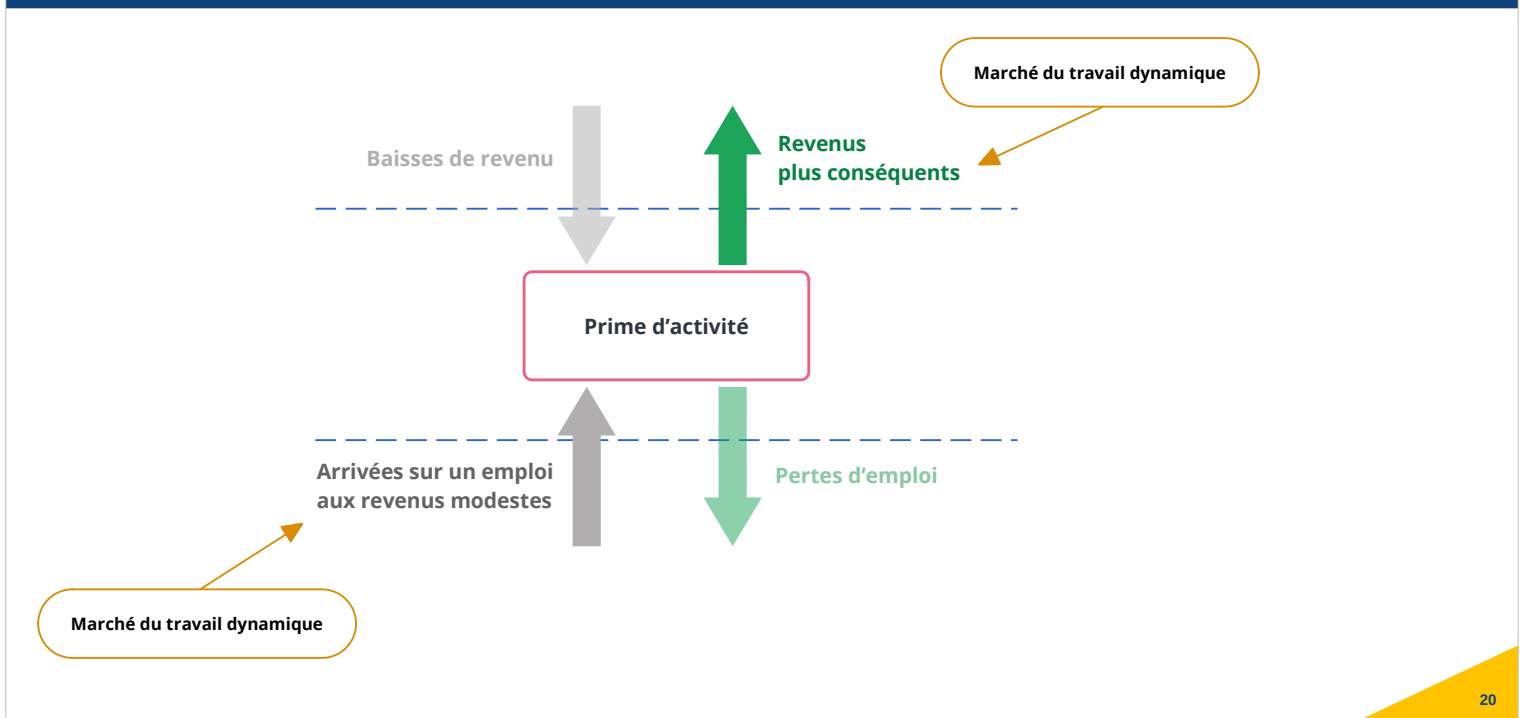 Marché du travail dynamique
Baisses de revenu
Revenus
plus conséquents
Prime d’activité
Arrivées sur un emploi
aux revenus modestes
Pertes d’emploi
Marché du travail dynamique
20